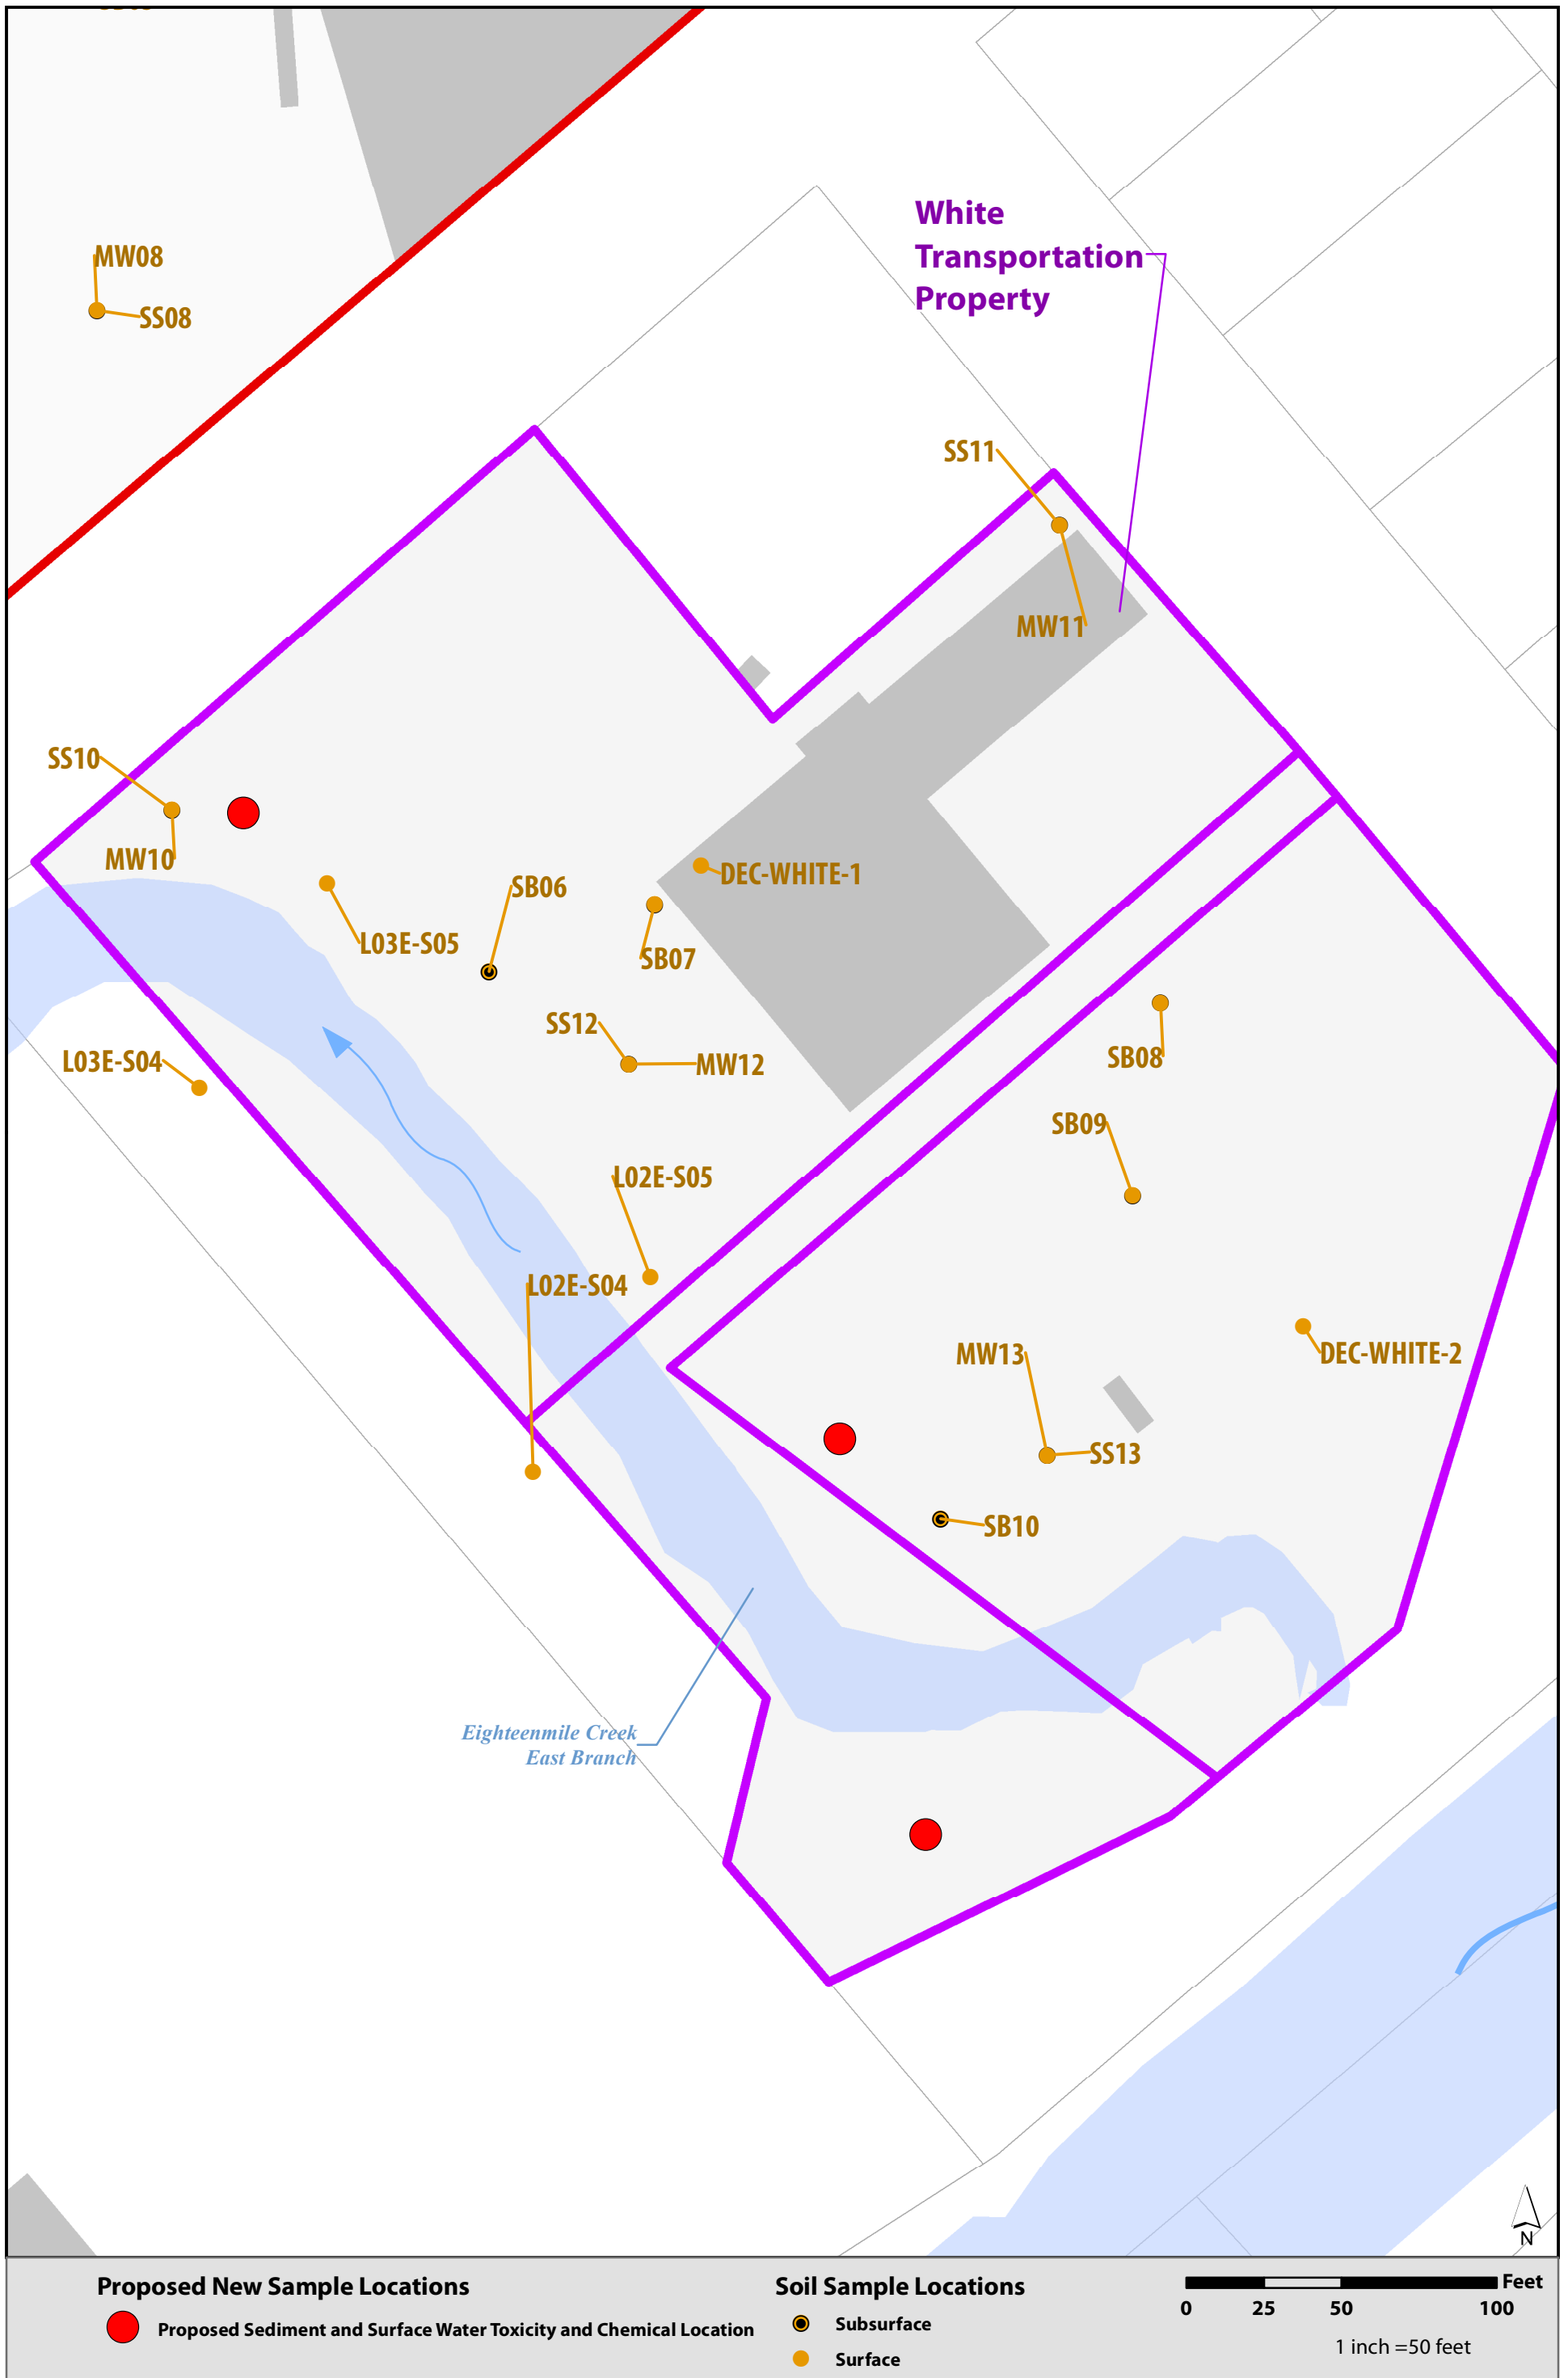 MW08
SS08
White
Transportation
Property
SS11
MW11
SS10
MW10
DEC-WHITE-1
SB06
L03E-S05
SB07
SS12
MW12
L03E-S04
SB08
SB09
L02E-S05
L02E-S04
MW13
DEC-WHITE-2
SS13
SB10
Eighteenmile Creek
East Branch
N
Proposed New Sample Locations
Proposed Sediment and Surface Water Toxicity and Chemical Location
Soil Sample Locations
Subsurface
Surface
Feet
0 25 50 100
1 inch =50 feet